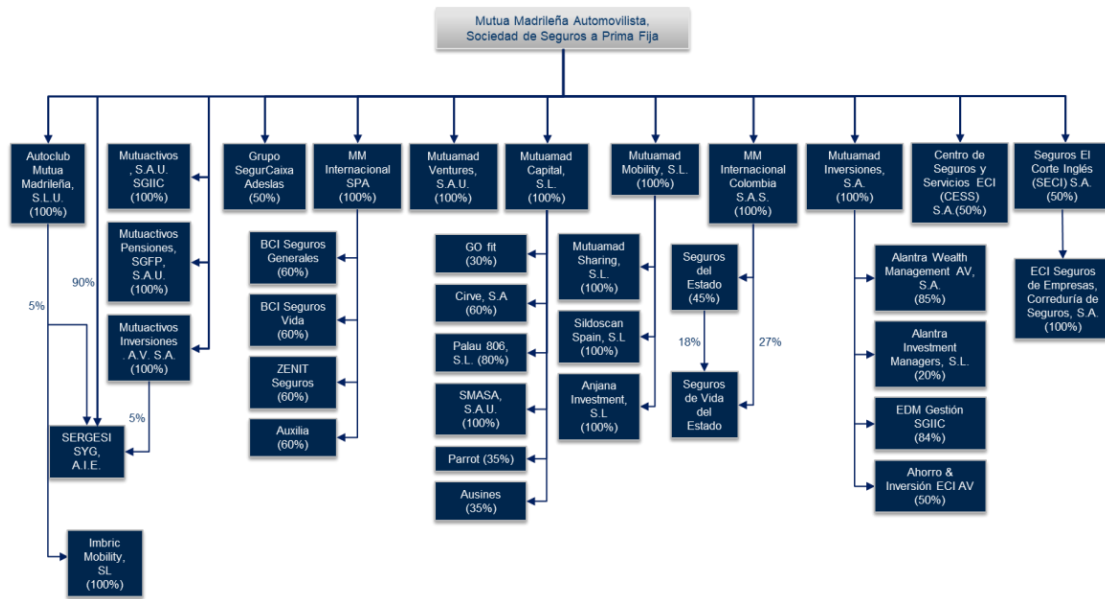 Mutua Madrileña Automovilista,
Sociedad de Seguros a Prima Fija
Autoclub
Mutua
Madrileña,
S.L.U.
(100%)
Mutuactivos
, S.A.U.
SGIIC
(100%)
Mutuactivos
Pensiones,
SGFP,
S.A.U.
(100%)
Mutuactivos
Inversiones
. A.V. S.A.
(100%)
5%
90%
5%
SERGESI
SYG,
A.I.E.
Imbric
Mobility,
SL
(100%)
Grupo
SegurCaixa
Adeslas
(50%)
MM
Internacional
SPA
(100%)
BCI Seguros
Generales
(60%)
BCI Seguros
Vida
(60%)
ZENIT
Seguros
(60%)
Auxilia
(60%)
Mutuamad
Ventures,
S.A.U.
(100%)
Mutuamad
Capital,
S.L.
(100%)
GO fit
(30%)
Cirve, S.A
(60%)
Palau 806,
S.L. (80%)
SMASA,
S.A.U.
(100%)
Parrot (35%)
Ausines
(35%)
Mutuamad
Mobility, S.L.
(100%)
Mutuamad
Sharing,
S.L.
(100%)
Sildoscan
Spain, S.L
(100%)
Anjana
Investment,
S.L
(100%)
MM
Internacional
Colombia
S.A.S.
(100%)
Seguros
del
Estado
(45%)
18%
27%
Seguros
de Vida
del
Estado
Mutuamad
Inversiones,
S.A.
(100%)
Alantra Wealth
Management AV,
S.A.
(85%)
Alantra
Investment
Managers, S.L.
(20%)
EDM Gestión
SGIIC
(84%)
Ahorro &
Inversión ECI AV
(50%)
Centro de
Seguros y
Servicios ECI
(CESS)
S.A.(50%)
Seguros El
Corte Inglés
(SECI) S.A.
(50%)
ECI Seguros
de Empresas,
Correduría de
Seguros, S.A.
(100%)